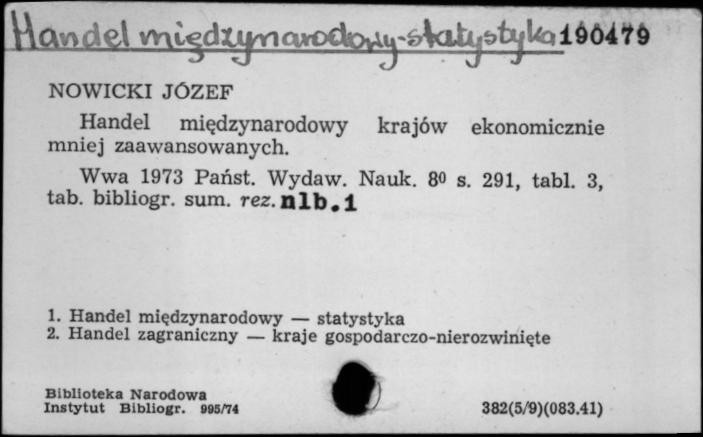 Handel międzynarodowy-statystyka 190479
NOWICKI JÓZEF
Handel międzynarodowy krajów ekonomicznie
mniej zaawansowanych.
Wwa 1973 Państ. Wydaw. Nauk. 8⁰ s. 291, tabl. 3,
tab. bibliogr. sum. rez. nlb.1
1. Handel międzynarodowy — statystyka
2. Handel zagraniczny — kraje gospodarczo-nierozwinięte
Biblioteka Narodowa
Instytut Bibliogr. 995/74 382(5/9)(083.41)